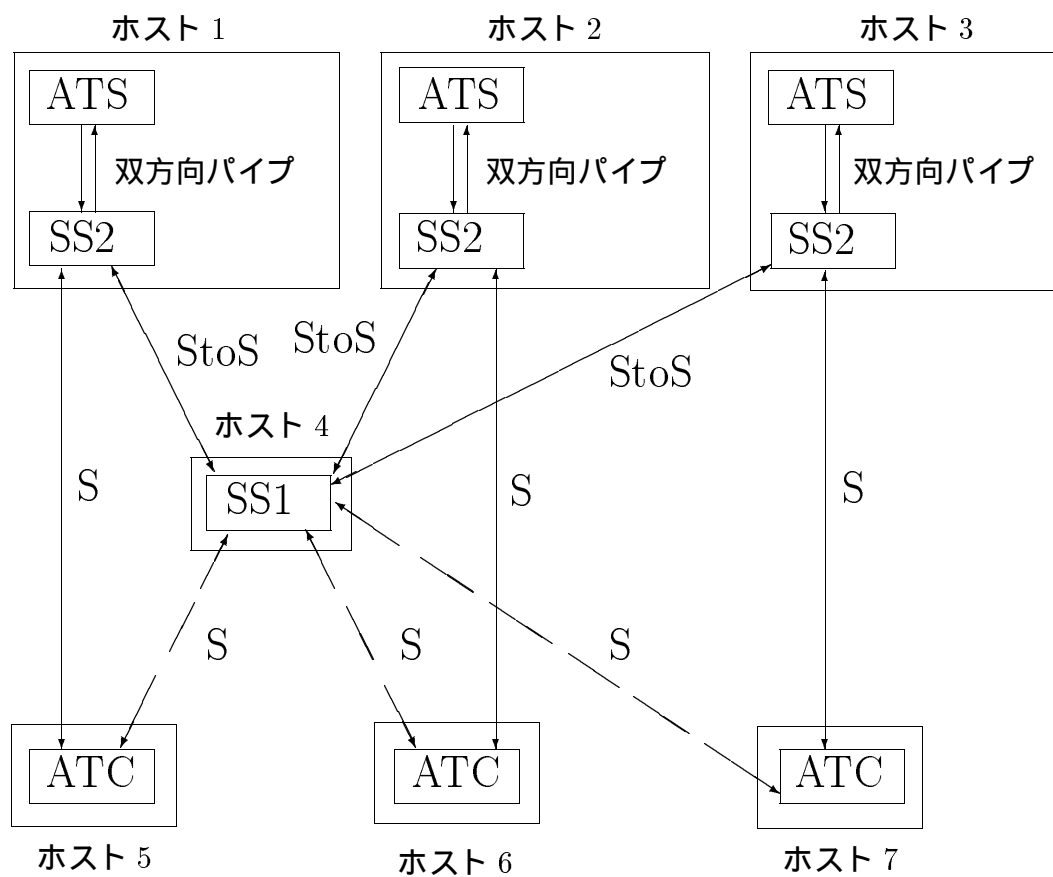 ホスト 1
ホスト 2
ホスト 3
ATS
ATS
ATS
双方向パイプ
双方向パイプ
双方向パイプ
SS2
SS2
SS2
StoS
StoS
StoS
ホスト 4
S
SS1
S
S
S
S
S
ATC
ATC
ATC
ホスト 5
ホスト 6
ホスト 7